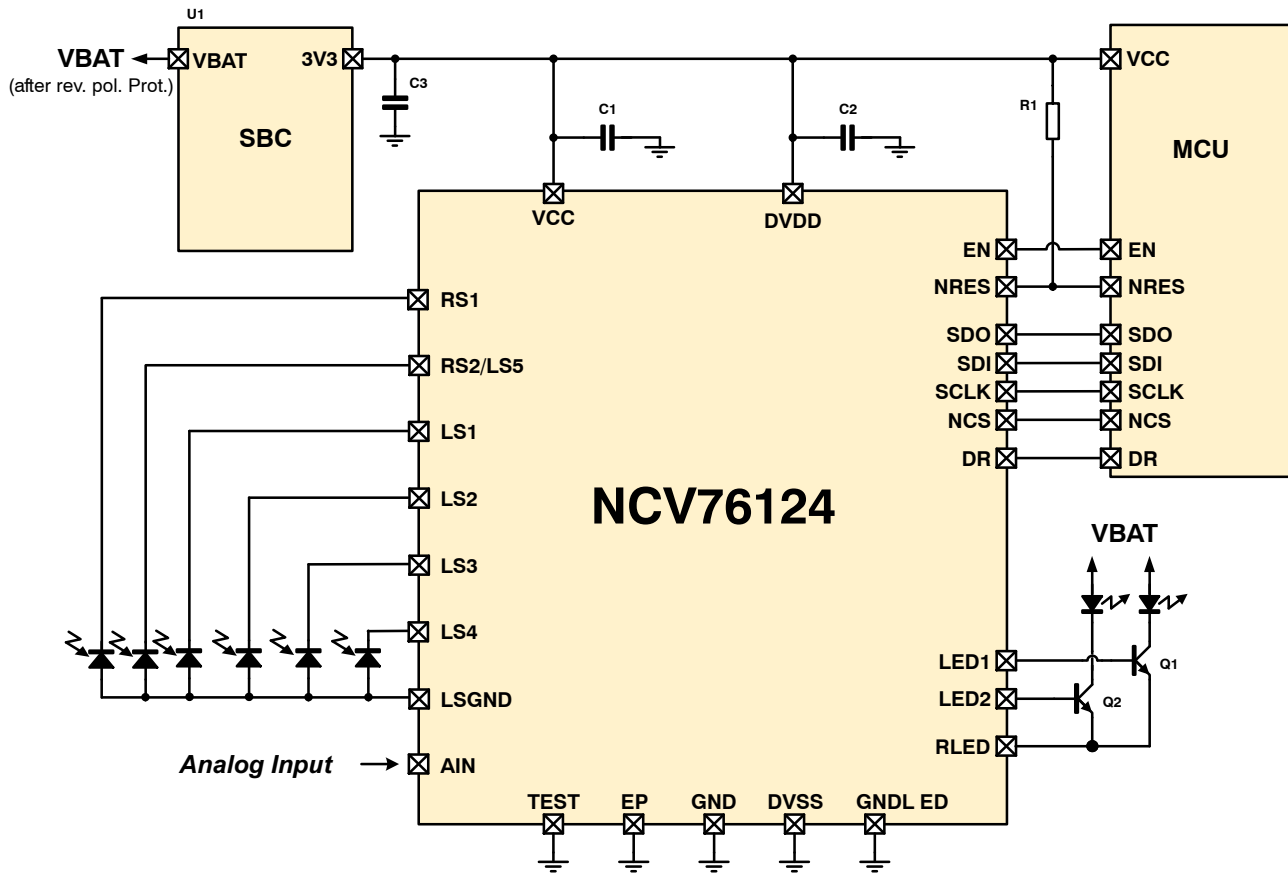 U1
VBAT
(after rev. pol. Prot.)
VBAT
3V3
SBC
C3
C1
C2
R1
VCC
MCU
VCC
DVDD
EN
EN
NRES
NRES
RS1
SDO
SDO
SDI
SDI
RS2/LS5
SCLK
SCLK
NCS
NCS
LS1
DR
DR
LS2
NCV76124
VBAT
LS3
LS4
LED1
Q1
LSGND
LED2
Q2
RLED
Analog Input
AIN
TEST
EP
GND
DVSS
GNDL ED